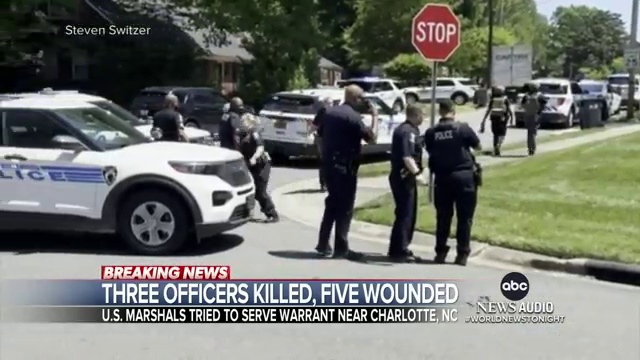 Steven Switzer
STOP
POLICE
POLICE
BREAKING NEWS
THREE OFFICERS KILLED, FIVE WOUNDED
U.S. MARSHALS TRIED TO SERVE WARRANT NEAR CHARLOTTE, NC
abc
NEWS AUDIO
#WORLDNEWSTONIGHT